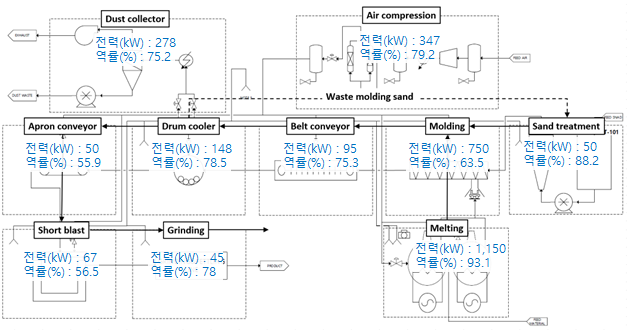 Dust collector
전력(kW) : 278
역률(%) : 75.2
EXHAUST
DUST WASTE
Air compression
전력(kW) : 347
역률(%) : 79.2
FEED AIR
Waste molding sand
Apron conveyor
전력(kW) : 50
역률(%) : 55.9
Drum cooler
전력(kW) : 148
역률(%) : 78.5
Belt conveyor
전력(kW) : 95
역률(%) : 75.3
Molding
전력(kW) : 750
역률(%) : 63.5
Sand treatment
T-101
전력(kW) : 50
역률(%) : 88.2
Short blast
전력(kW) : 67
역률(%) : 56.5
Grinding
전력(kW) : 45
역률(%) : 78
PRODUCT
Melting
전력(kW) : 1,150
역률(%) : 93.1
FEED
MATERIAL